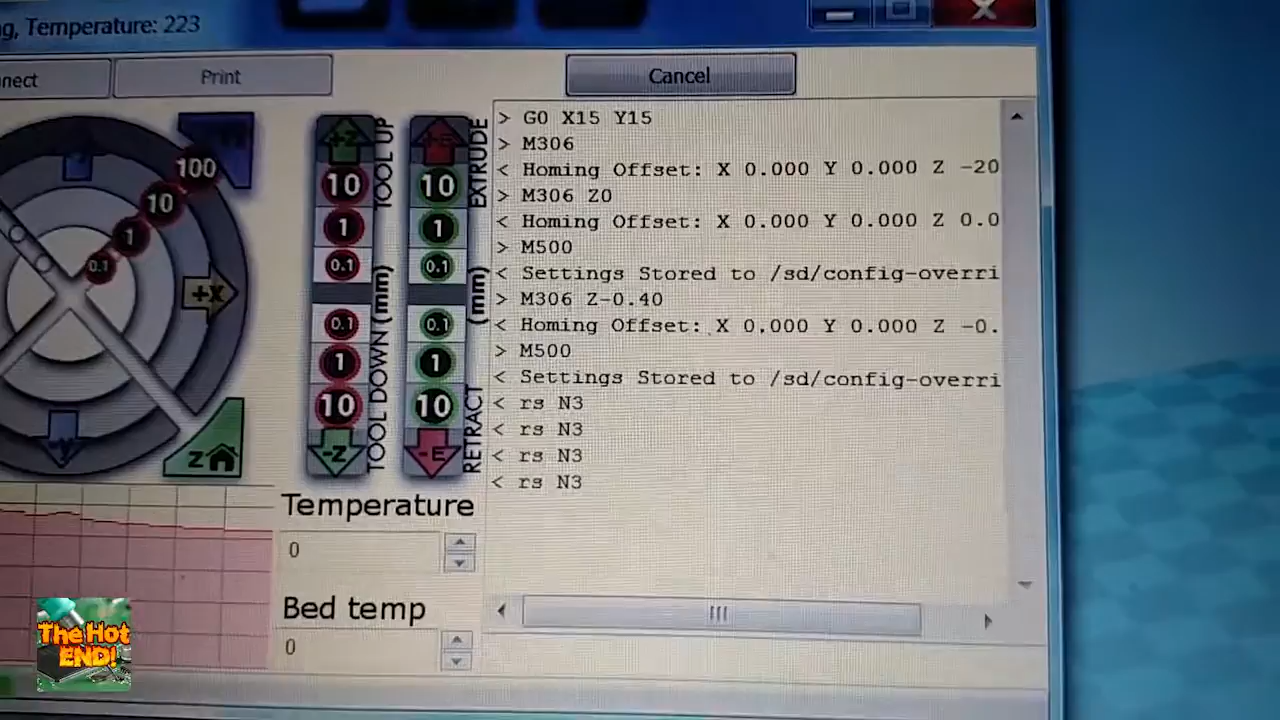 g, Temperature: 223
nect
Print
Cancel
> G0 X15 Y15
> M306
< Homing Offset: X 0.000 Y 0.000 Z -20
> M306 Z0
< Homing Offset: X 0.000 Y 0.000 Z 0.0
> M500
< Settings Stored to /sd/config-overri
> M306 Z-0.40
< Homing Offset: X 0.000 Y 0.000 Z -0.
> M500
< Settings Stored to /sd/config-overri
< rs N3
< rs N3
< rs N3
< rs N3
100
10
1
0.1
+X
-Y
Z
+Z
10
1
0.1
0.1
1
10
-Z
TOOL UP
TOOL DOWN (mm)
+E
10
1
0.1
0.1
1
10
-E
EXTRUDE
RETRACT (mm)
Temperature
0
Bed temp
0
The Hot
END!